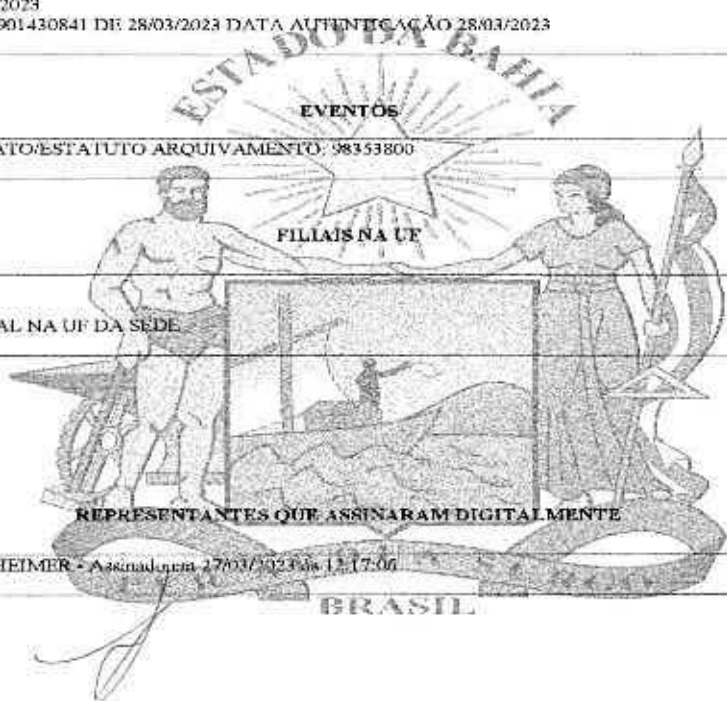 2023
901430841 DE 28/03/2023 DATA AUTENTICAÇÃO 28/03/2023
ESTADO DA BAHIA
EVENTOS
ATO/ESTATUTO ARQUIVAMENTO: 98353800
FILIAIS NA UF
AL NA UF DA SEDE
REPRESENTANTES QUE ASSINARAM DIGITALMENTE
HEIMER - Assinado em 27/03/2023 às 12:17:06
BRASIL